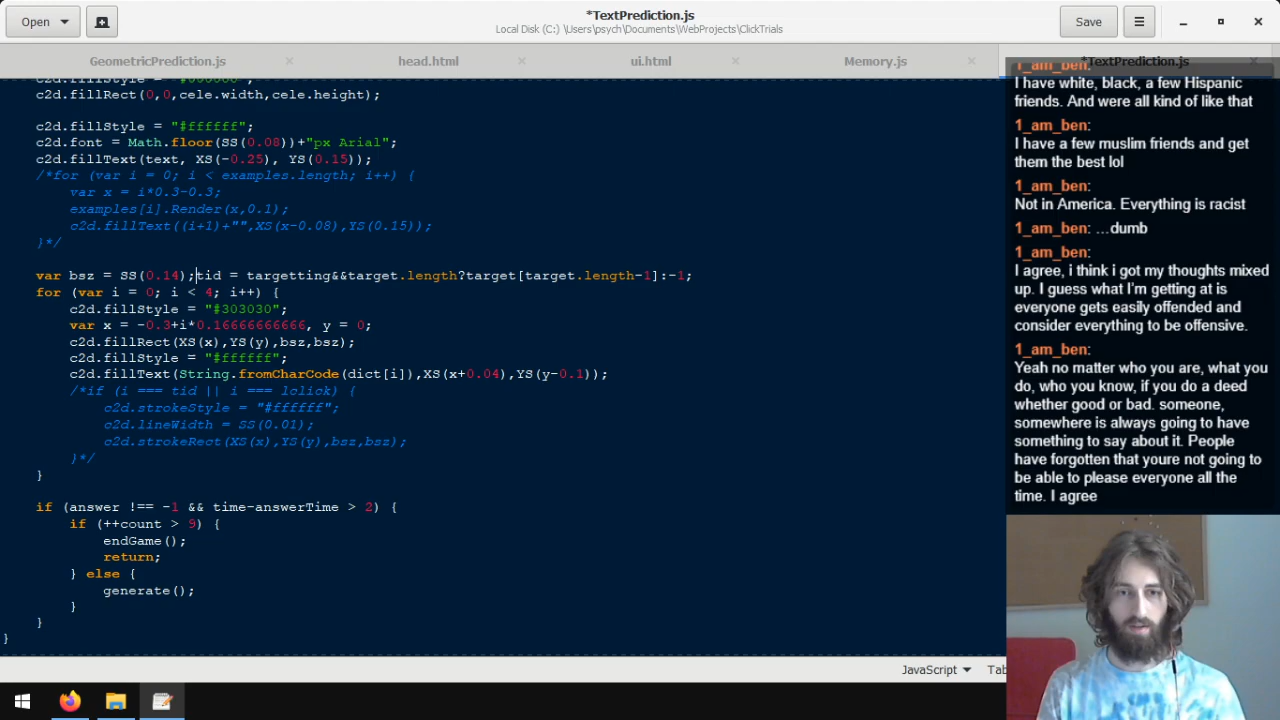 Open
*TextPrediction.js
Local Disk (C:) \Users\psych\Documents\WebProjects\ClickTrials
Save
GeometricPrediction.js
head.html
ui.html
Memory.js
*TextPrediction.js
c2d.fillRect(0,0,cele.width,cele.height);
c2d.fillStyle = "#ffffff";
c2d.font = Math.floor(SS(0.08))+"px Arial";
c2d.fillText(text, XS(-0.25), YS(0.15));
/*for (var i = 0; i < examples.length; i++) {
var x = i*0.3-0.3;
examples[i].Render(x,0.1);
c2d.fillText((i+1)+"",XS(x-0.08),YS(0.15));
}*/
var bsz = SS(0.14);tid = targetting&&target.length?target[target.length-1]:-1;
for (var i = 0; i < 4; i++) {
c2d.fillStyle = "#303030";
var x = -0.3+i*0.16666666666, y = 0;
c2d.fillRect(XS(x),YS(y),bsz,bsz);
c2d.fillStyle = "#ffffff";
c2d.fillText(String.fromCharCode(dict[i]),XS(x+0.04),YS(y-0.1));
/*if (i === tid || i === lclick) {
c2d.strokeStyle = "#ffffff";
c2d.lineWidth = SS(0.01);
c2d.strokeRect(XS(x),YS(y),bsz,bsz);
}*/
}
if (answer !== -1 && time-answerTime > 2) {
if (++count > 9) {
endGame();
return;
} else {
generate();
}
}
}
JavaScript
Tab
1_am_ben:
I have white, black, a few Hispanic
friends. And were all kind of like that
1_am_ben:
I have a few muslim friends and get
them the best lol
1_am_ben:
Not in America. Everything is racist
1_am_ben: ...dumb
1_am_ben:
I agree, i think i got my thoughts mixed
up. I guess what I'm getting at is
everyone gets easily offended and
consider everything to be offensive.
1_am_ben:
Yeah no matter who you are, what you
do, who you know, if you do a deed
whether good or bad. someone,
somewhere is always going to have
something to say about it. People
have forgotten that youre not going to
be able to please everyone all the
time. I agree